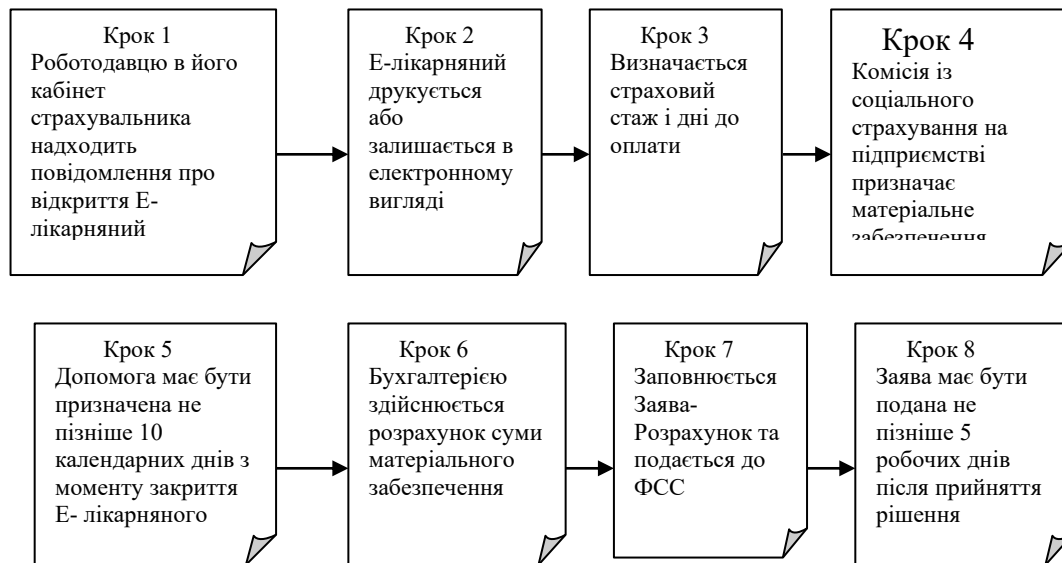 Крок 1
Роботодавцю в його
кабінет
страхувальника
надходить
повідомлення про
відкриття Е-
лікарняний
Крок 2
Е-лікарняний
друкується
або
залишається в
електронному
вигляді
Крок 3
Визначається
страховий
стаж і дні до
оплати
Крок 4
Комісія із
соціального
страхування на
підприємстві
призначає
матеріальне
забезпечення
Крок 5
Допомога має бути
призначена не
пізніше 10
календарних днів з
моменту закриття
Е- лікарняного
Крок 6
Бухгалтерією
здійснюється
розрахунок суми
матеріального
забезпечення
Крок 7
Заповнюється
Заява-
Розрахунок та
подається до
ФСС
Крок 8
Заява має бути
подана не
пізніше 5
робочих днів
після прийняття
рішення